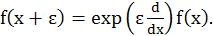 f(x + ε) = exp(ε d/dx) f(x).